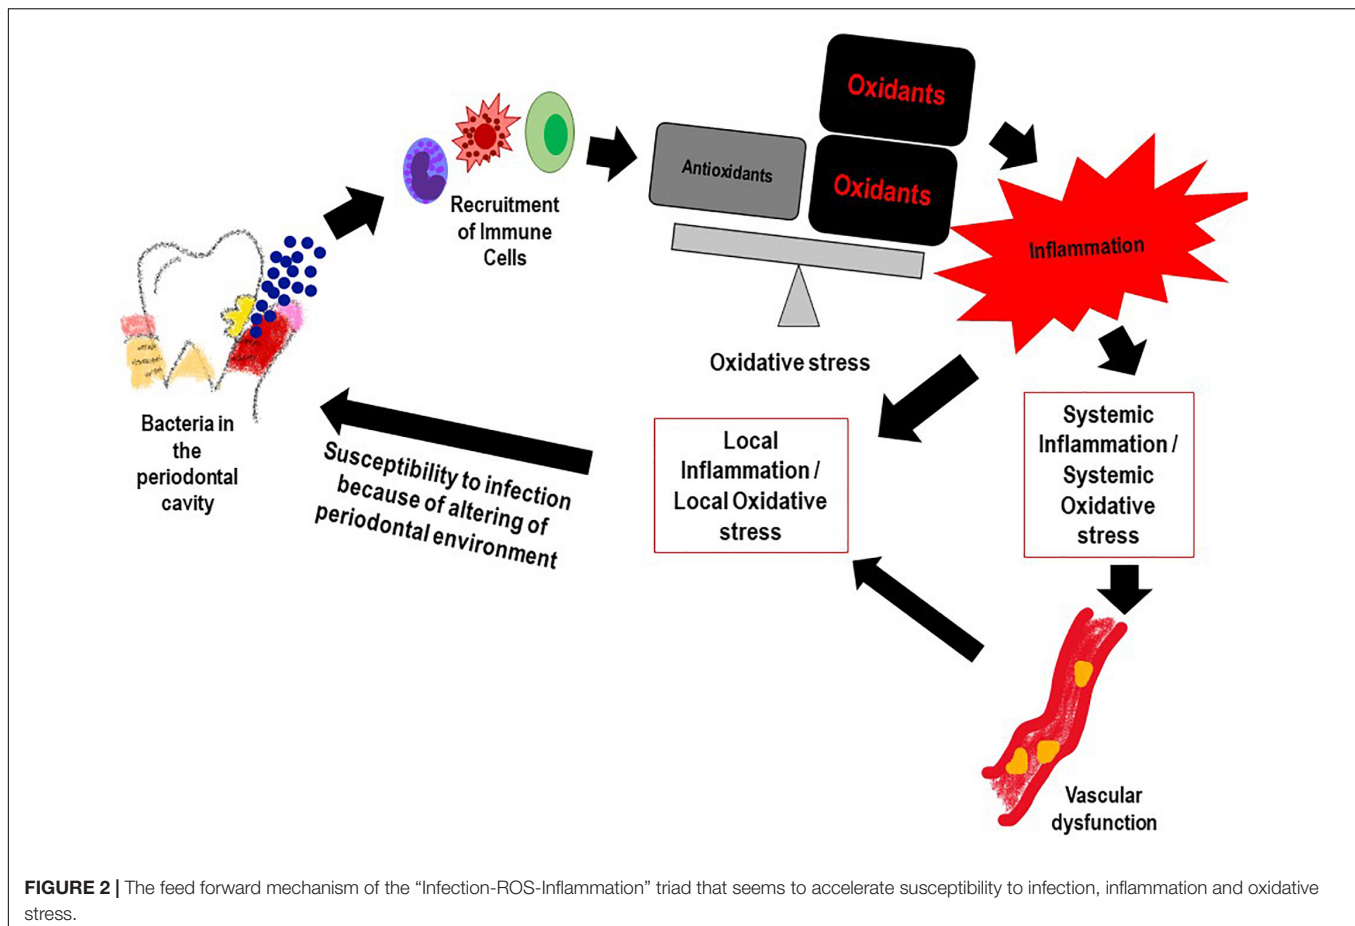 Oxidants
Antioxidants
Oxidants
Recruitment
of Immune
Cells
Inflammation
Oxidative stress
Bacteria in
the
periodontal
cavity
Susceptibility to infection
because of altering of
periodontal environment
Local
Inflammation /
Local Oxidative
stress
Systemic
Inflammation /
Systemic
Oxidative
stress
Vascular
dysfunction
FIGURE 2 | The feed forward mechanism of the “Infection-ROS-Inflammation” triad that seems to accelerate susceptibility to infection, inflammation and oxidative
stress.